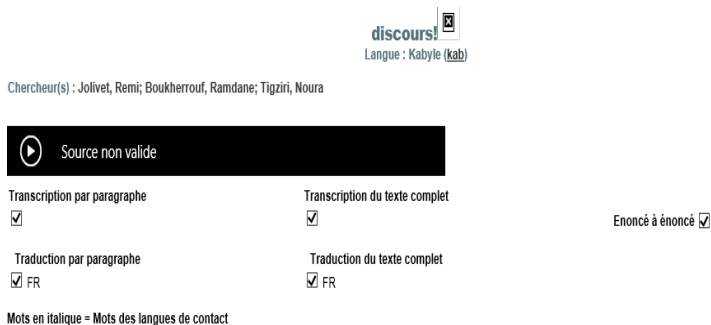 discours!
Langue : Kabyle (kab)
Chercheur(s) : Jolivet, Remi; Boukherrouf, Ramdane; Tigziri, Noura
Source non valide
Transcription par paragraphe
Transcription du texte complet
Enoncé à énoncé
Traduction par paragraphe
Traduction du texte complet
FR
FR
Mots en italique = Mots des langues de contact